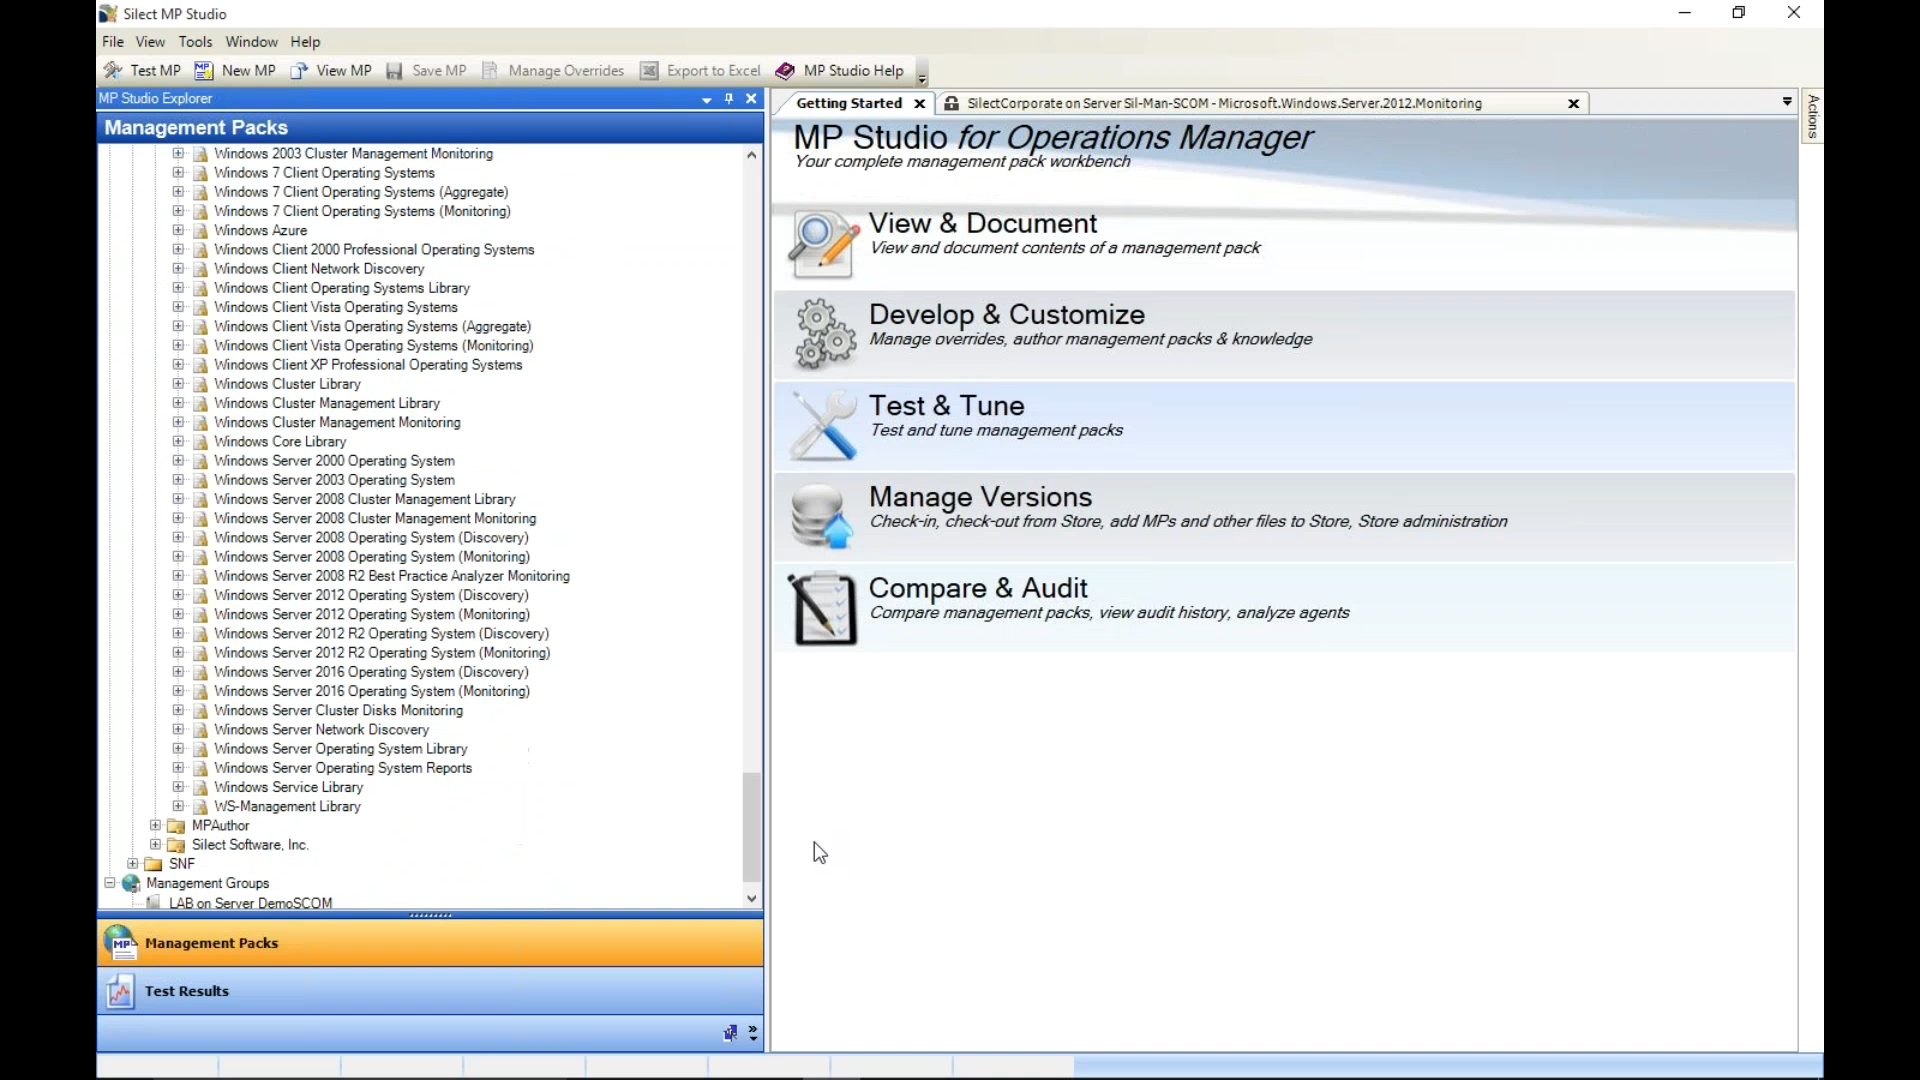 Silect MP Studio
File View Tools Window Help
Test MP New MP View MP Save MP Manage Overrides Export to Excel MP Studio Help
MP Studio Explorer
Management Packs
Windows 2003 Cluster Management Monitoring
Windows 7 Client Operating Systems
Windows 7 Client Operating Systems (Aggregate)
Windows 7 Client Operating Systems (Monitoring)
Windows Azure
Windows Client 2000 Professional Operating Systems
Windows Client Network Discovery
Windows Client Operating Systems Library
Windows Client Vista Operating Systems
Windows Client Vista Operating Systems (Aggregate)
Windows Client Vista Operating Systems (Monitoring)
Windows Client XP Professional Operating Systems
Windows Cluster Library
Windows Cluster Management Library
Windows Cluster Management Monitoring
Windows Core Library
Windows Server 2000 Operating System
Windows Server 2003 Operating System
Windows Server 2008 Cluster Management Library
Windows Server 2008 Cluster Management Monitoring
Windows Server 2008 Operating System (Discovery)
Windows Server 2008 Operating System (Monitoring)
Windows Server 2008 R2 Best Practice Analyzer Monitoring
Windows Server 2012 Operating System (Discovery)
Windows Server 2012 Operating System (Monitoring)
Windows Server 2012 R2 Operating System (Discovery)
Windows Server 2012 R2 Operating System (Monitoring)
Windows Server 2016 Operating System (Discovery)
Windows Server 2016 Operating System (Monitoring)
Windows Server Cluster Disks Monitoring
Windows Server Network Discovery
Windows Server Operating System Library
Windows Server Operating System Reports
Windows Service Library
WS-Management Library
MPAuthor
Silect Software, Inc.
SNF
Management Groups
LAB on Server DemoSCOM
MP
Management Packs
Test Results
Getting Started
SilectCorporate on Server Sil-Man-SCOM - Microsoft.Windows.Server.2012.Monitoring
Actions
MP Studio for Operations Manager
Your complete management pack workbench
View & Document
View and document contents of a management pack
Develop & Customize
Manage overrides, author management packs & knowledge
Test & Tune
Test and tune management packs
Manage Versions
Check-in, check-out from Store, add MPs and other files to Store, Store administration
Compare & Audit
Compare management packs, view audit history, analyze agents